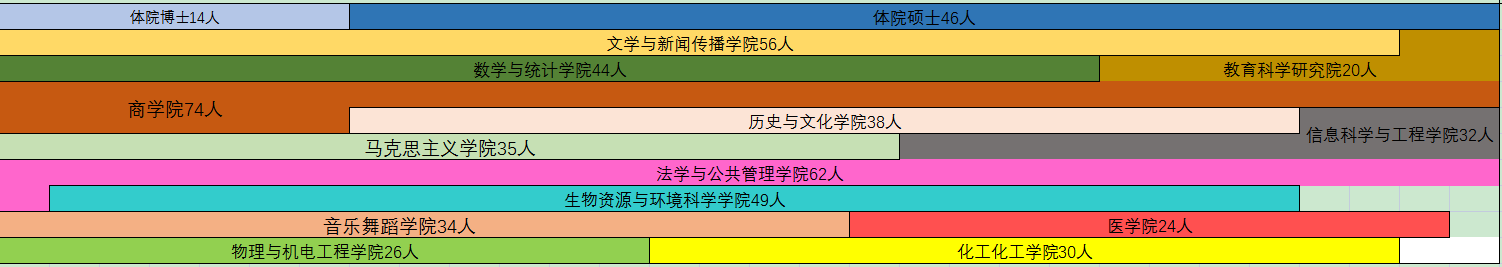 体院博士14人
体院硕士46人
文学与新闻传播学院56人
数学与统计学院44人
教育科学研究院20人
商学院74人
历史与文化学院38人
信息科学与工程学院32人
马克思主义学院35人
法学与公共管理学院62人
生物资源与环境科学学院49人
音乐舞蹈学院34人
医学院24人
物理与机电工程学院26人
化工化工学院30人